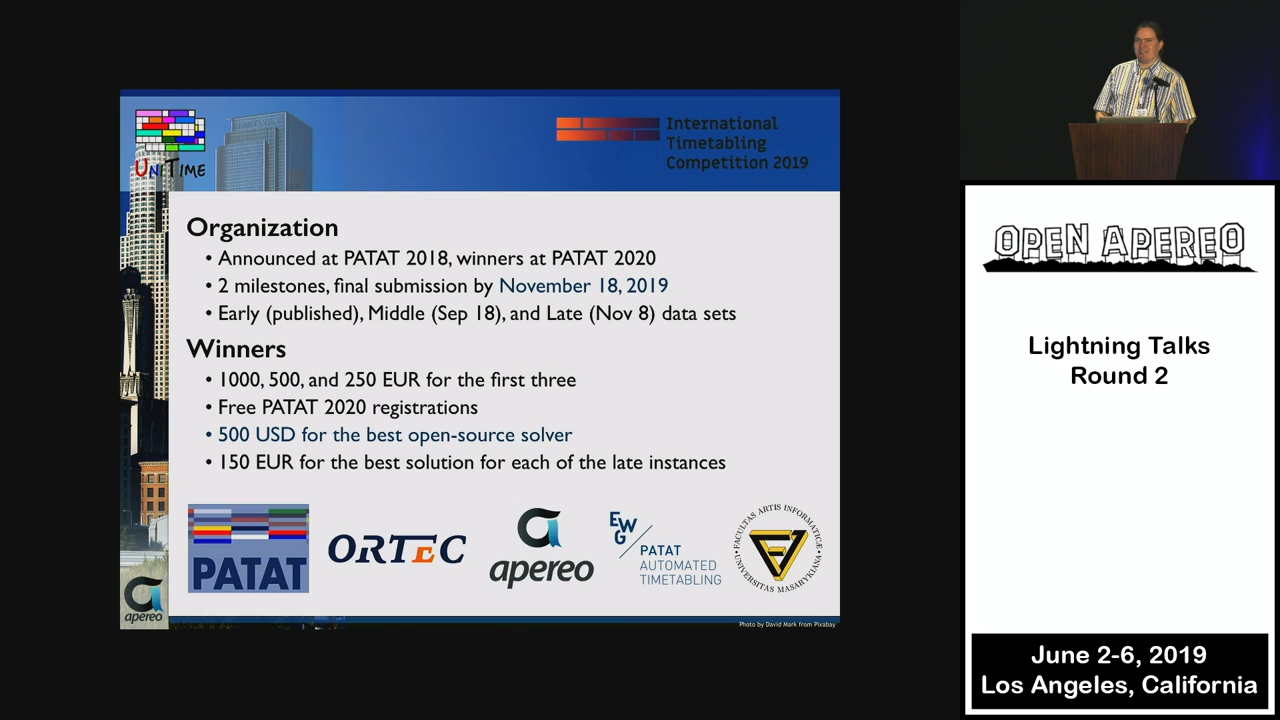 UNITIME
International
Timetabling
Competition 2019
Organization
• Announced at PATAT 2018, winners at PATAT 2020
• 2 milestones, final submission by November 18, 2019
• Early (published), Middle (Sep 18), and Late (Nov 8) data sets
Winners
• 1000, 500, and 250 EUR for the first three
• Free PATAT 2020 registrations
• 500 USD for the best open-source solver
• 150 EUR for the best solution for each of the late instances
PATAT
ORTEC
apereo
EWG
PATAT
AUTOMATED
TIMETABLING
FACULTAS ARTIS INFORMATICÆ
UNIVERSITAS MASARYKIANA
apereo
Photo by David Mark from Pixabay
OPEN APEREO
Lightning Talks
Round 2
June 2-6, 2019
Los Angeles, California